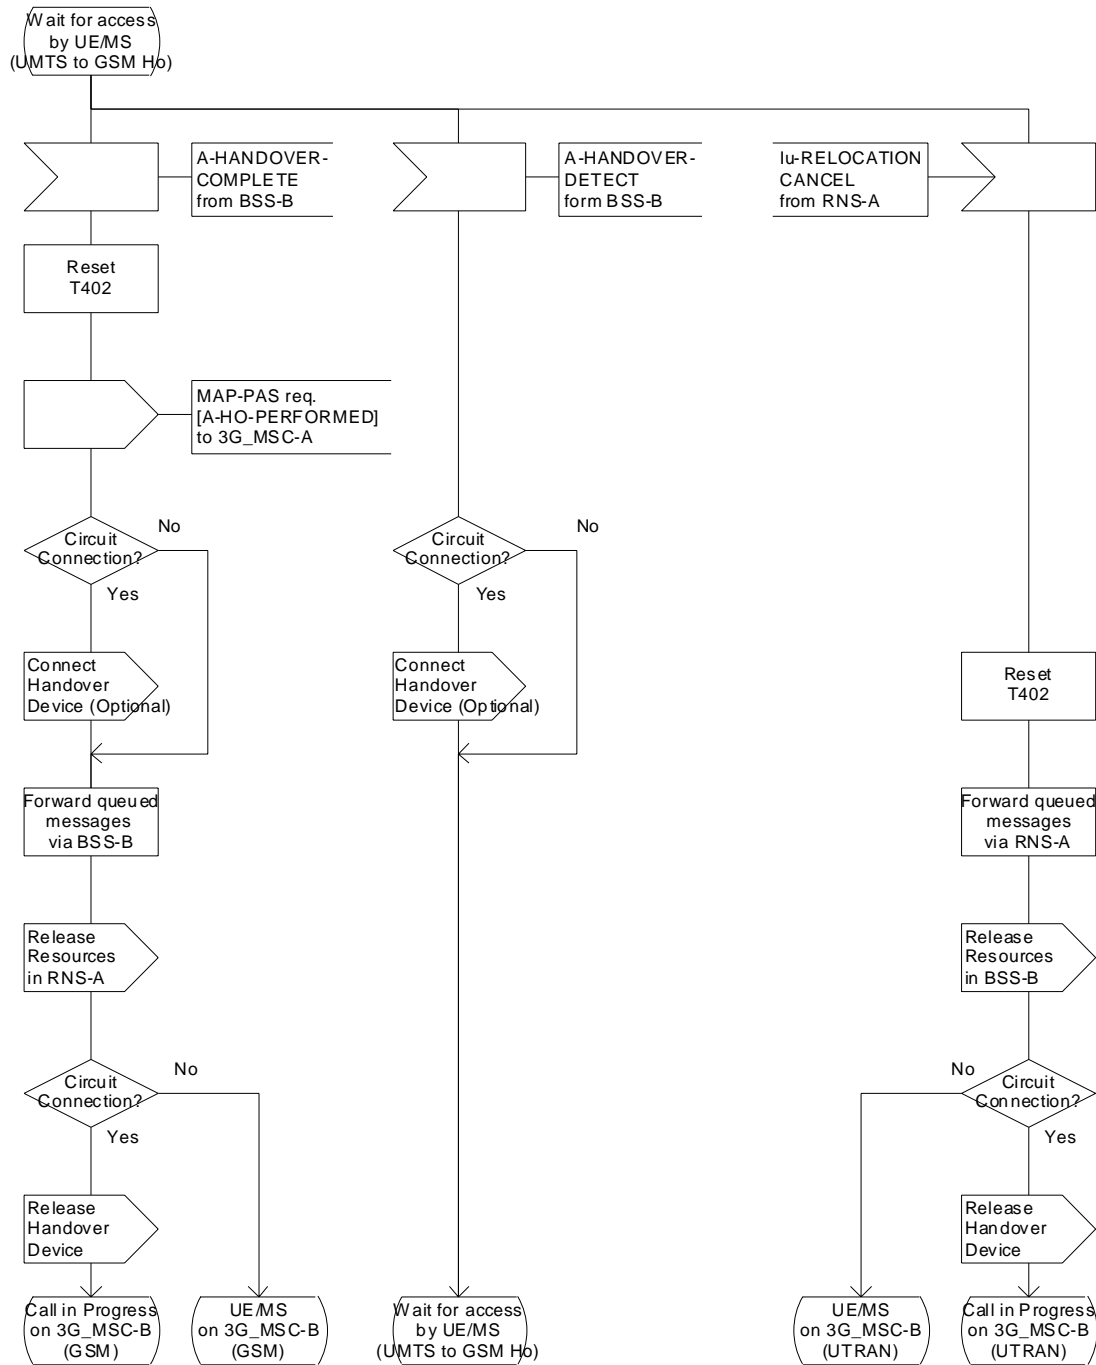 Wait for access
by UE/MS
(UMTS to GSM Ho)
A-HANDOVER-
COMPLETE
from BSS-B
A-HANDOVER-
DETECT
form BSS-B
Iu-RELOCATION
CANCEL
from RNS-A
Reset
T402
MAP-PAS req.
[A-HO-PERFORMED]
to 3G_MSC-A
No
Circuit
Connection?
Yes
No
Circuit
Connection?
Yes
Connect
Handover
Device (Optional)
Connect
Handover
Device (Optional)
Reset
T402
Forward queued
messages
via BSS-B
Forward queued
messages
via RNS-A
Release
Resources
in RNS-A
Release
Resources
in BSS-B
No
Circuit
Connection?
Yes
No
Circuit
Connection?
Yes
Release
Handover
Device
Release
Handover
Device
Call in Progress
on 3G_MSC-B
(GSM)
UE/MS
on 3G_MSC-B
(GSM)
Wait for access
by UE/MS
(UMTS to GSM Ho)
UE/MS
on 3G_MSC-B
(UTRAN)
Call in Progress
on 3G_MSC-B
(UTRAN)